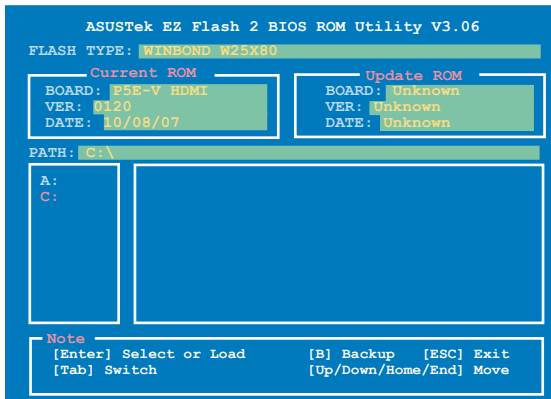 ASUSTek EZ Flash 2 BIOS ROM Utility V3.06
FLASH TYPE: WINBOND W25X80
Current ROM
BOARD: P5E-V HDMI
VER: 0120
DATE: 10/08/07
Update ROM
BOARD: Unknown
VER: Unknown
DATE: Unknown
PATH: C:\
A:
C:
Note
[Enter] Select or Load [B] Backup [ESC] Exit
[Tab] Switch [Up/Down/Home/End] Move